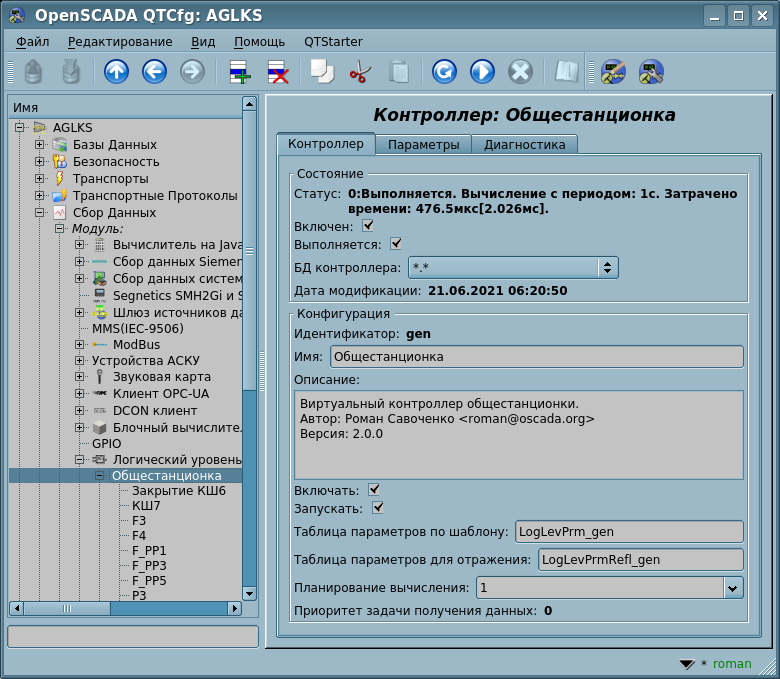 OpenSCADA QTCfg: AGLKS
Файл Редактирование Вид Помощь QTStarter
Имя
AGLKS
Базы Данных
Безопасность
Транспорты
Транспортные Протоколы
Сбор Данных
Модуль:
Вычислитель на Java
Сбор данных Siemen
Сбор данных систем
Segnetics SMH2Gi и S
Шлюз источников да
MMS(IEC-9506)
ModBus
Устройства АСКУ
Звуковая карта
Клиент OPC-UA
DCON клиент
Блочный вычислите
GPIO
Логический уровень
Общестанционка
Закрытие КШ6
КШ7
F3
F4
F_PP1
F_PP3
F_PP5
P3
Контроллер: Общестанционка
Контроллер Параметры Диагностика
Состояние
Статус: 0:Выполняется. Вычисление с периодом: 1с. Затрачено
времени: 476.5мкс[2.026мс].
Включен:
Выполняется:
БД контроллера: *.*
Дата модификации: 21.06.2021 06:20:50
Конфигурация
Идентификатор: gen
Имя: Общестанционка
Описание:
Виртуальный контроллер общестанционки.
Автор: Роман Савоченко <roman@oscada.org>
Версия: 2.0.0
Включать:
Запускать:
Таблица параметров по шаблону: LogLevPrm_gen
Таблица параметров для отражения: LogLevPrmRefl_gen
Планирование вычисления: 1
Приоритет задачи получения данных: 0
* roman